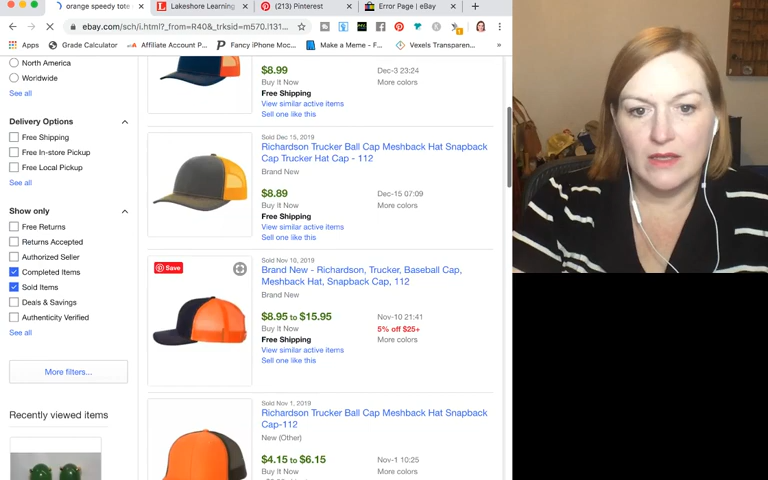 orange speedy tote
Lakeshore Learning
(213) Pinterest
Error Page | eBay
ebay.com/sch/i.html?_from=R40&_trksid=m570.l131...
Apps
Grade Calculator
Affiliate Account P...
Fancy iPhone Moc...
Make a Meme - F...
Vexels Transparen...
North America
Worldwide
See all
Delivery Options
Free Shipping
Free In-store Pickup
Free Local Pickup
See all
Show only
Free Returns
Returns Accepted
Authorized Seller
Completed Items
Sold Items
Deals & Savings
Authenticity Verified
See all
More filters...
Recently viewed items
$8.99
Dec-3 23:24
Buy It Now
More colors
Free Shipping
View similar active items
Sell one like this
Sold Dec 15, 2019
Richardson Trucker Ball Cap Meshback Hat Snapback
Cap Trucker Hat Cap - 112
Brand New
$8.89
Dec-15 07:09
Buy It Now
More colors
Free Shipping
View similar active items
Sell one like this
Save
Sold Nov 10, 2019
Brand New - Richardson, Trucker, Baseball Cap,
Meshback Hat, Snapback Cap, 112
Brand New
$8.95 to $15.95
Nov-10 21:41
Buy It Now
5% off $25+
Free Shipping
More colors
View similar active items
Sell one like this
Sold Nov 1, 2019
Richardson Trucker Ball Cap Meshback Hat Snapback
Cap-112
New (Other)
$4.15 to $6.15
Nov-1 10:25
Buy It Now
More colors